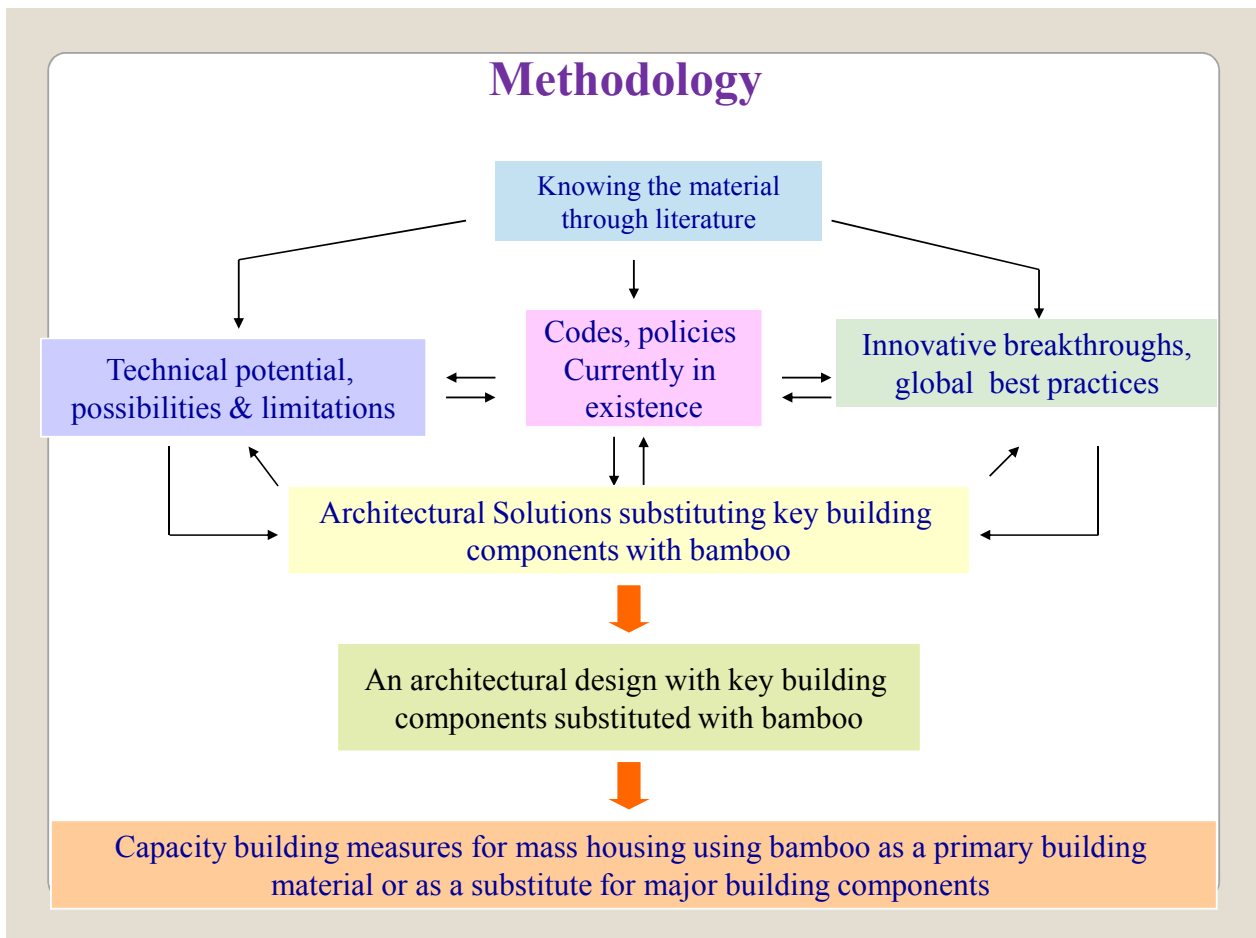 Methodology
Knowing the material
through literature
Technical potential,
possibilities & limitations
Codes, policies
Currently in
existence
Innovative breakthroughs,
global best practices
Architectural Solutions substituting key building
components with bamboo
An architectural design with key building
components substituted with bamboo
Capacity building measures for mass housing using bamboo as a primary building
material or as a substitute for major building components